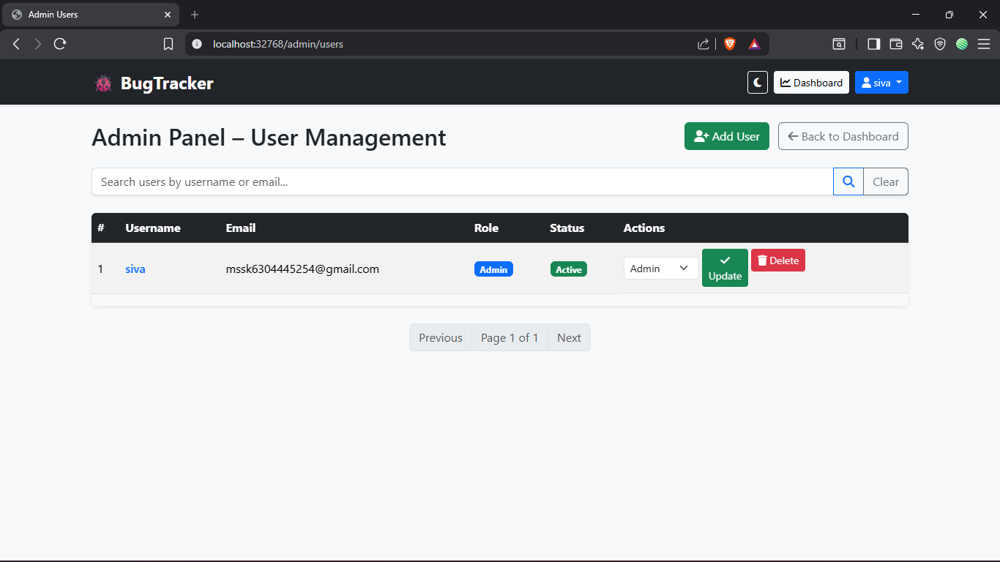 Admin Users
localhost:32768/admin/users
BugTracker
Dashboard
siva
Admin Panel – User Management
Add User
Back to Dashboard
Search users by username or email...
Clear
# Username Email Role Status Actions
1 siva mssk6304445254@gmail.com Admin Active Admin Update Delete
Previous Page 1 of 1 Next